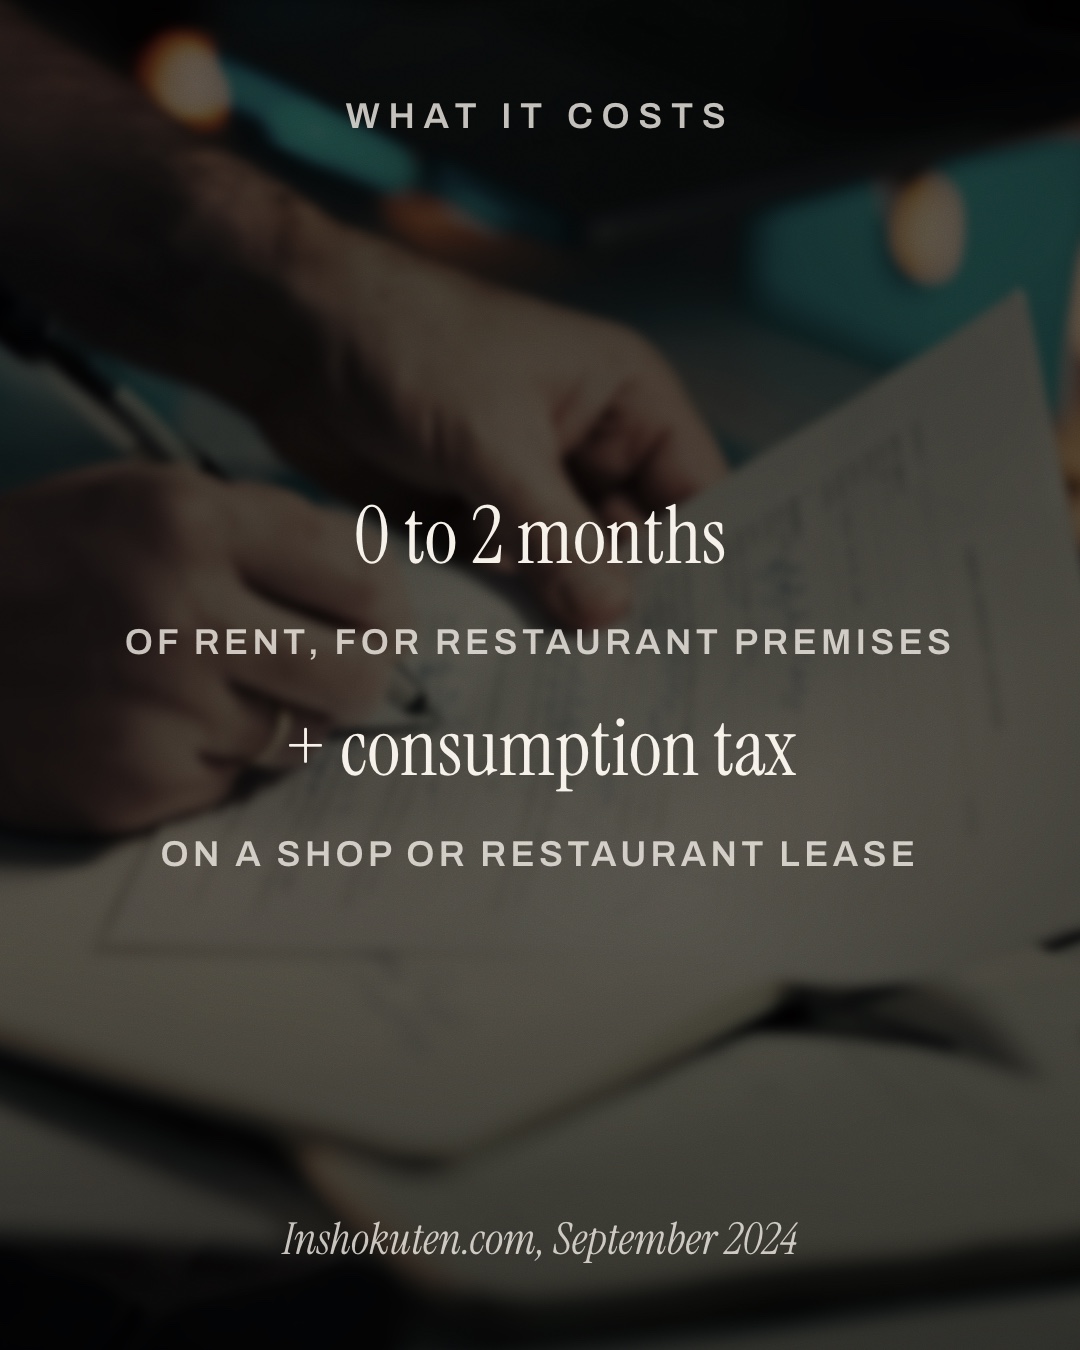 WHAT IT COSTS
0 to 2 months
OF RENT, FOR RESTAURANT PREMISES
+ consumption tax
ON A SHOP OR RESTAURANT LEASE
Inshokuten.com, September 2024